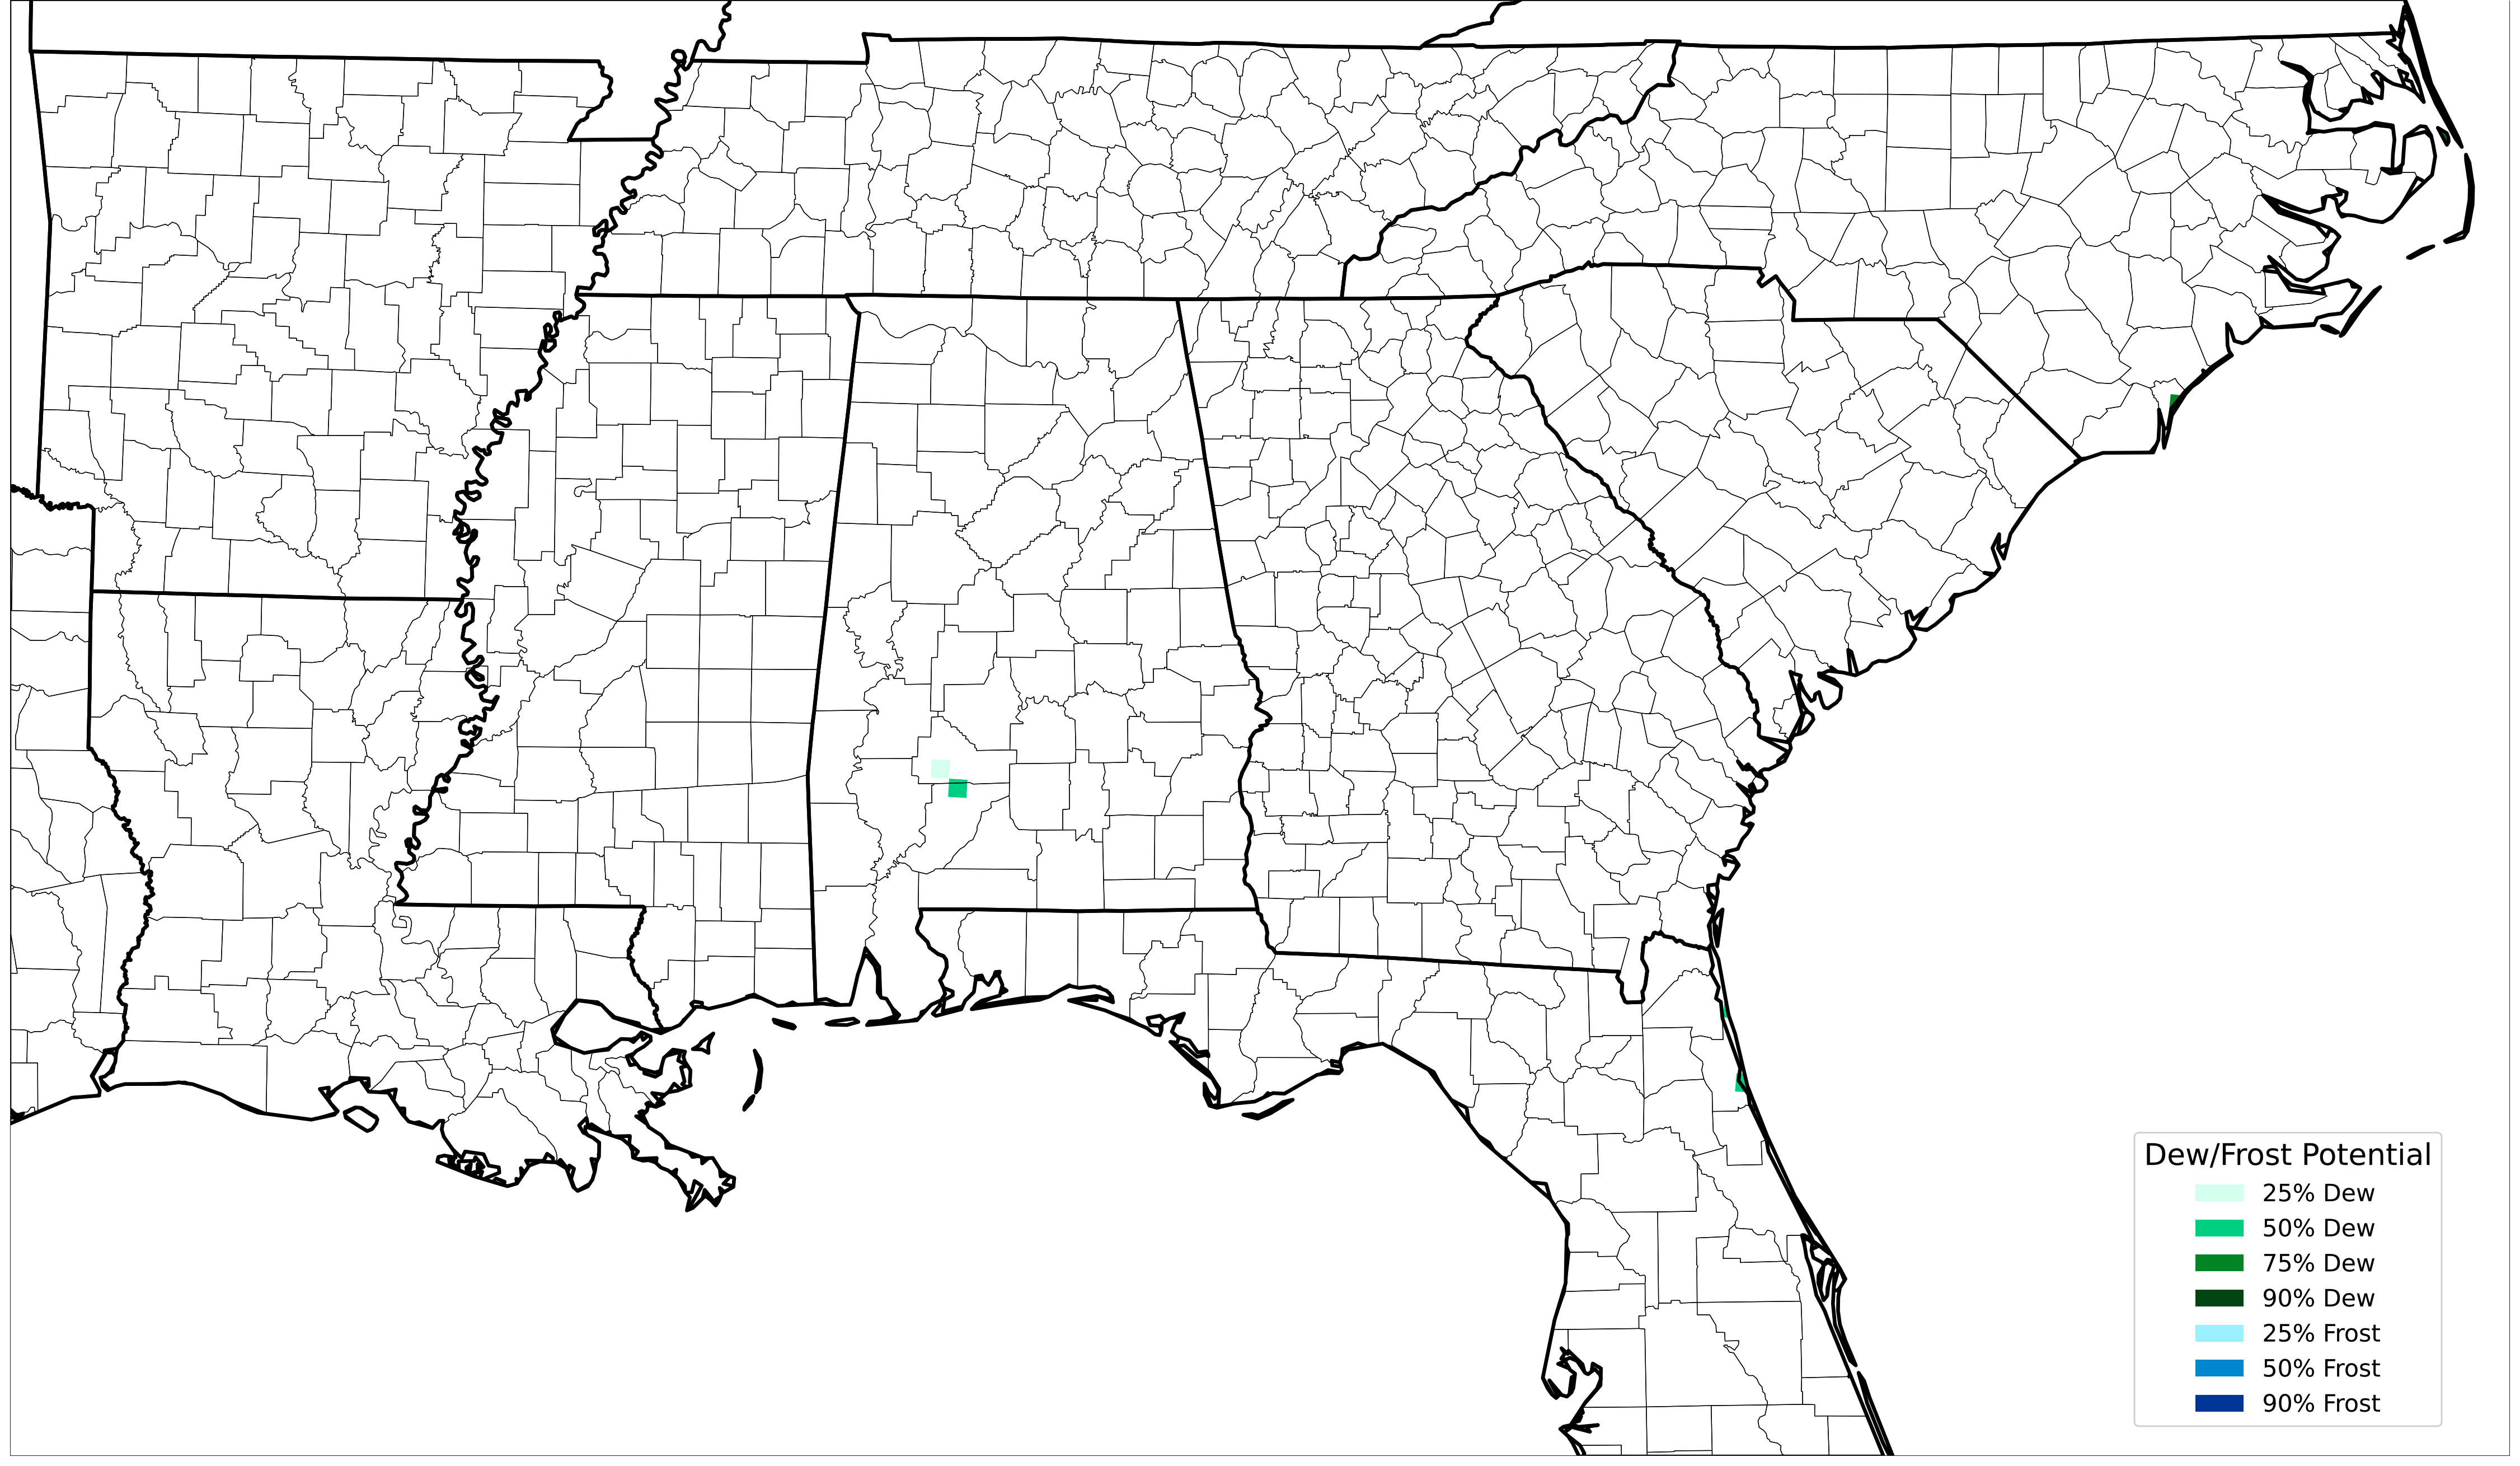 Dew/Frost Potential
25% Dew
50% Dew
75% Dew
90% Dew
25% Frost
50% Frost
90% Frost